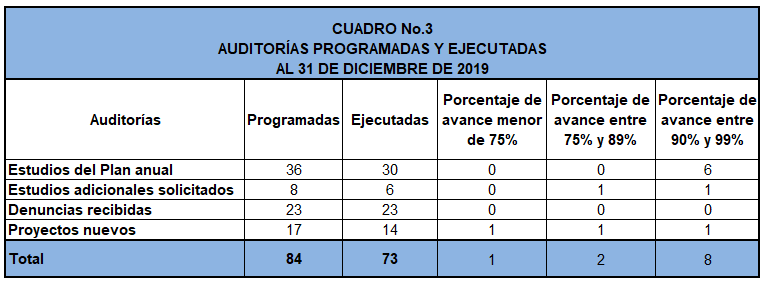 CUADRO No.3
AUDITORÍAS PROGRAMADAS Y EJECUTADAS
AL 31 DE DICIEMBRE DE 2019
Auditorías Programadas Ejecutadas Porcentaje de avance menor de 75% Porcentaje de avance entre 75% y 89% Porcentaje de avance entre 90% y 99%
Estudios del Plan anual 36 30 0 0 6
Estudios adicionales solicitados 8 6 0 1 1
Denuncias recibidas 23 23 0 0 0
Proyectos nuevos 17 14 1 1 1
Total 84 73 1 2 8